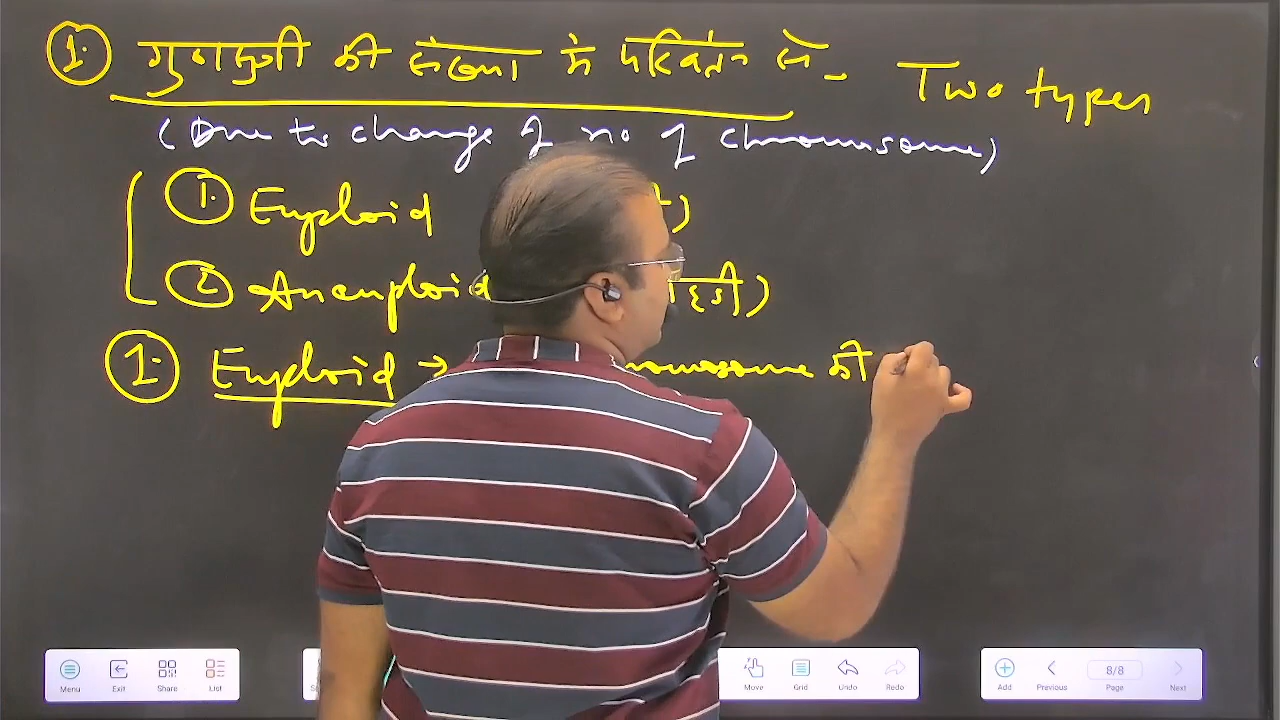 1. गुणसूत्रों की संख्या में परिवर्तन से - Two types
(Due to change of no of chromosome)
1. Euploid
2. Aneuploid
1. Euploid → chromosome की
Menu Exit Share List Move Grid Undo Redo Add Previous 8/8 Page Next